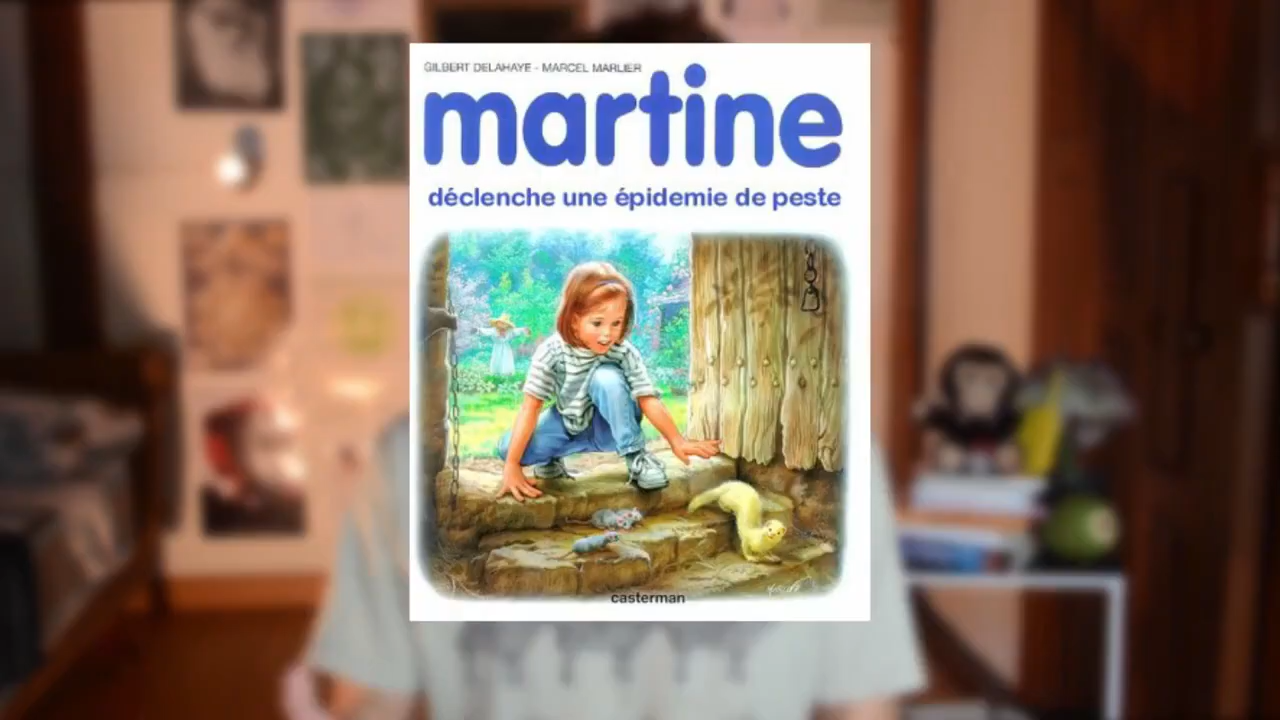 GILBERT DELAHAYE - MARCEL MARLIER
martine
déclenche une épidemie de peste
casterman